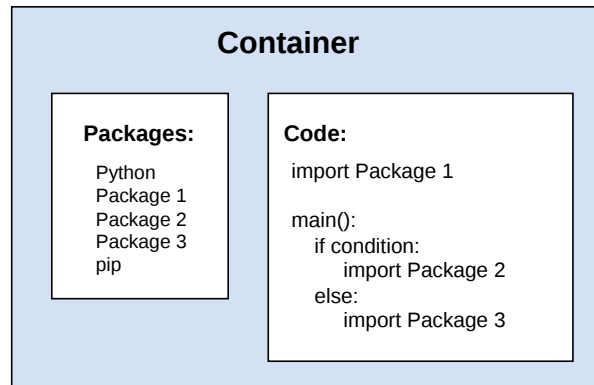 Container
Packages:
Python
Package 1
Package 2
Package 3
pip
Code:
import Package 1
main():
if condition:
import Package 2
else:
import Package 3